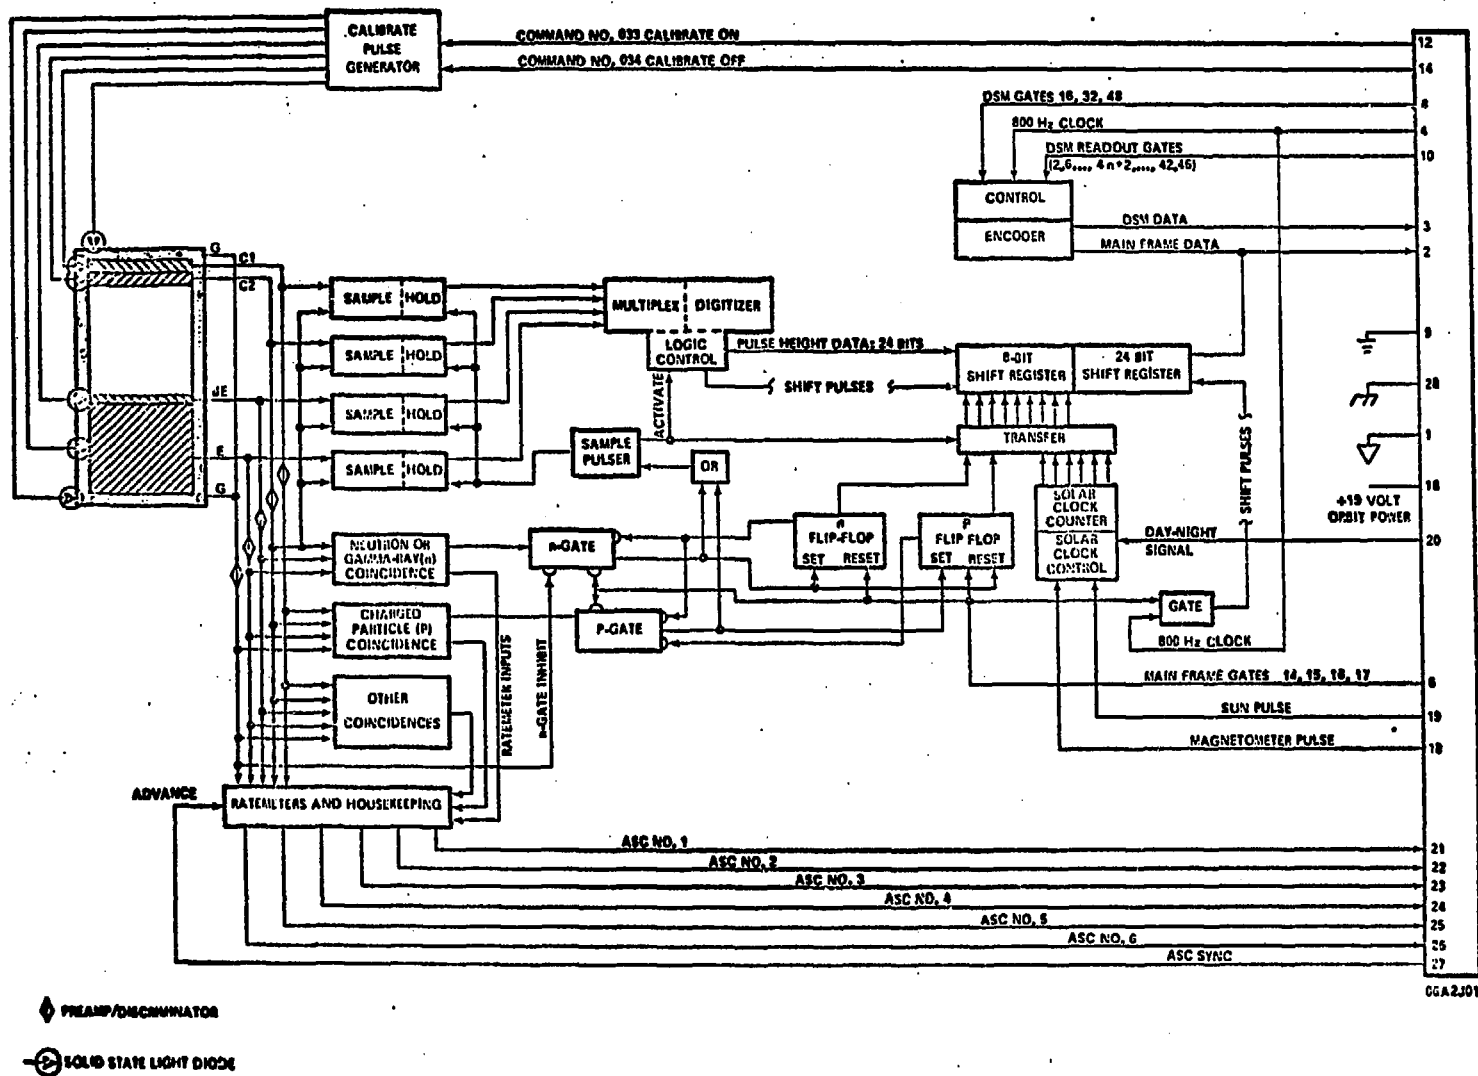 CALIBRATE
PULSE
GENERATOR
COMMAND NO. 033 CALIBRATE ON
12
COMMAND NO. 034 CALIBRATE OFF
14
DSM GATES 16, 32, 48
800 Hz CLOCK
4
DSM READOUT GATES
10
(2,6..., 4n+2,..., 42,46)
CONTROL
ENCODER
DSM DATA
3
MAIN FRAME DATA
2
G
C1
C2
SAMPLE HOLD
SAMPLE HOLD
SAMPLE HOLD
SAMPLE HOLD
MULTIPLEX DIGITIZER
LOGIC
CONTROL
PULSE HEIGHT DATA: 24 BITS
SHIFT PULSES
ACTIVATE
8-BIT
SHIFT REGISTER
24 BIT
SHIFT REGISTER
9
28
1
E
G
SAMPLE
PULSER
OR
TRANSFER
SHIFT PULSES
SOLAR
CLOCK
COUNTER
SOLAR
CLOCK
CONTROL
+19 VOLT
ORBIT POWER
DAY-NIGHT
SIGNAL
20
NEUTRON OR
GAMMA-RAY(n)
COINCIDENCE
n-GATE
FLIP-FLOP
SET RESET
P
FLIP FLOP
SET RESET
CHARGED
PARTICLE (P)
COINCIDENCE
P-GATE
GATE
800 Hz CLOCK
OTHER
COINCIDENCES
RATEMETER INPUTS
n-GATE INHIBIT
MAIN FRAME GATES 14, 15, 16, 17
6
SUN PULSE
19
MAGNETOMETER PULSE
18
ADVANCE
RATEMETERS AND HOUSEKEEPING
ASC NO. 1
21
ASC NO. 2
22
ASC NO. 3
23
ASC NO. 4
24
ASC NO. 5
25
ASC NO. 6
26
ASC SYNC
27
PREAMP/DISCRIMINATOR
SOLID STATE LIGHT DIODE